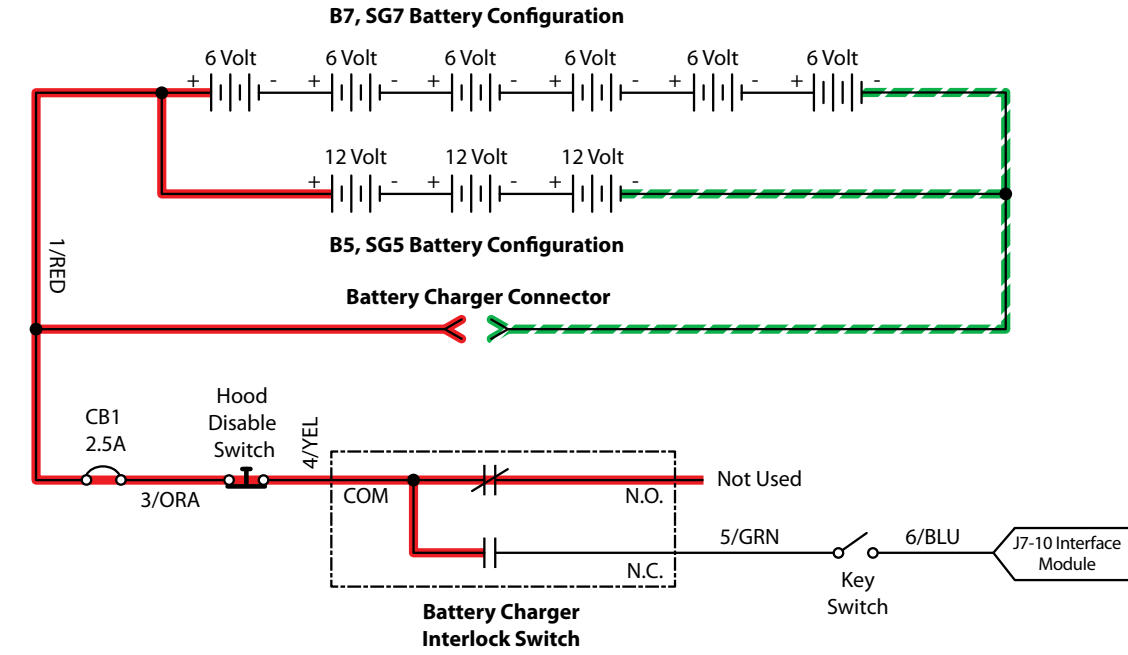 B7, SG7 Battery Configuration
6 Volt 6 Volt 6 Volt 6 Volt 6 Volt 6 Volt
+ - + - + - + - + - + -
12 Volt 12 Volt 12 Volt
+ - + - + -
B5, SG5 Battery Configuration
1/RED
Battery Charger Connector
CB1
2.5A
Hood
Disable
Switch
3/ORA
4/YEL
COM
N.O.
Not Used
N.C.
5/GRN
Key
Switch
6/BLU
J7-10 Interface
Module
Battery Charger
Interlock Switch